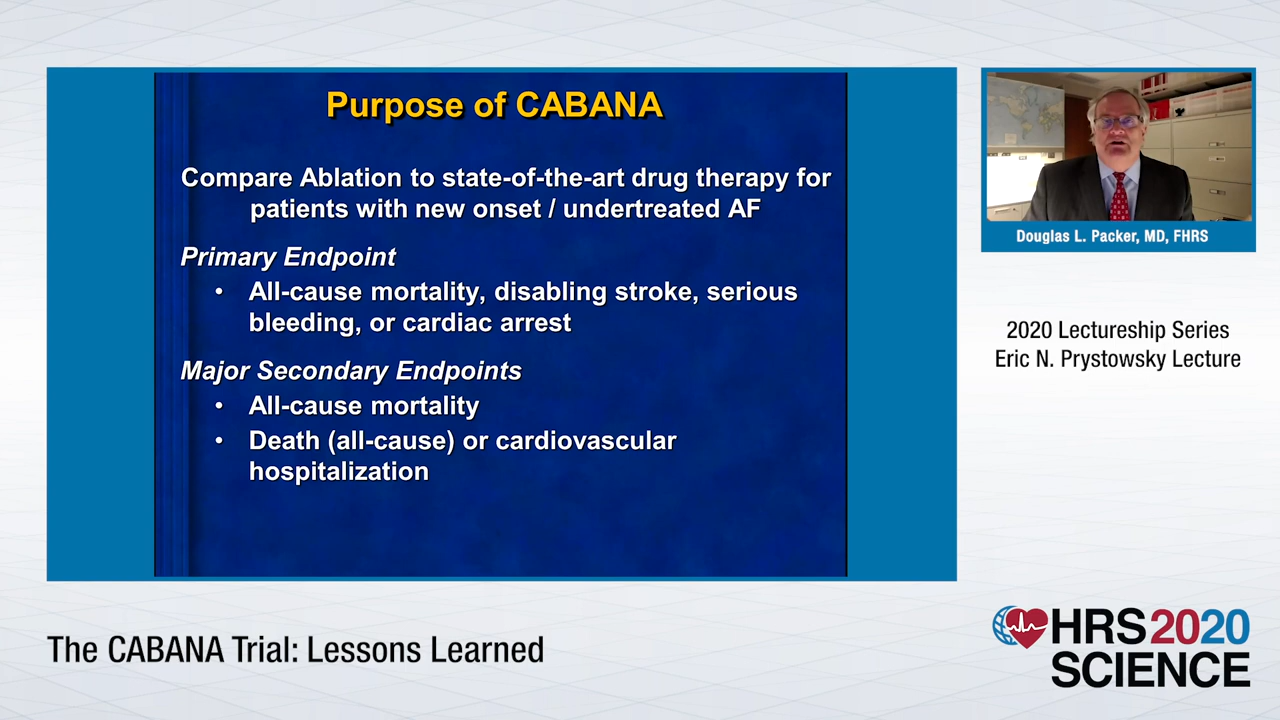 Purpose of CABANA
Compare Ablation to state-of-the-art drug therapy for
patients with new onset / undertreated AF
Primary Endpoint
• All-cause mortality, disabling stroke, serious
bleeding, or cardiac arrest
Major Secondary Endpoints
• All-cause mortality
• Death (all-cause) or cardiovascular
hospitalization
Douglas L. Packer, MD, FHRS
2020 Lectureship Series
Eric N. Prystowsky Lecture
The CABANA Trial: Lessons Learned
HRS2020
SCIENCE